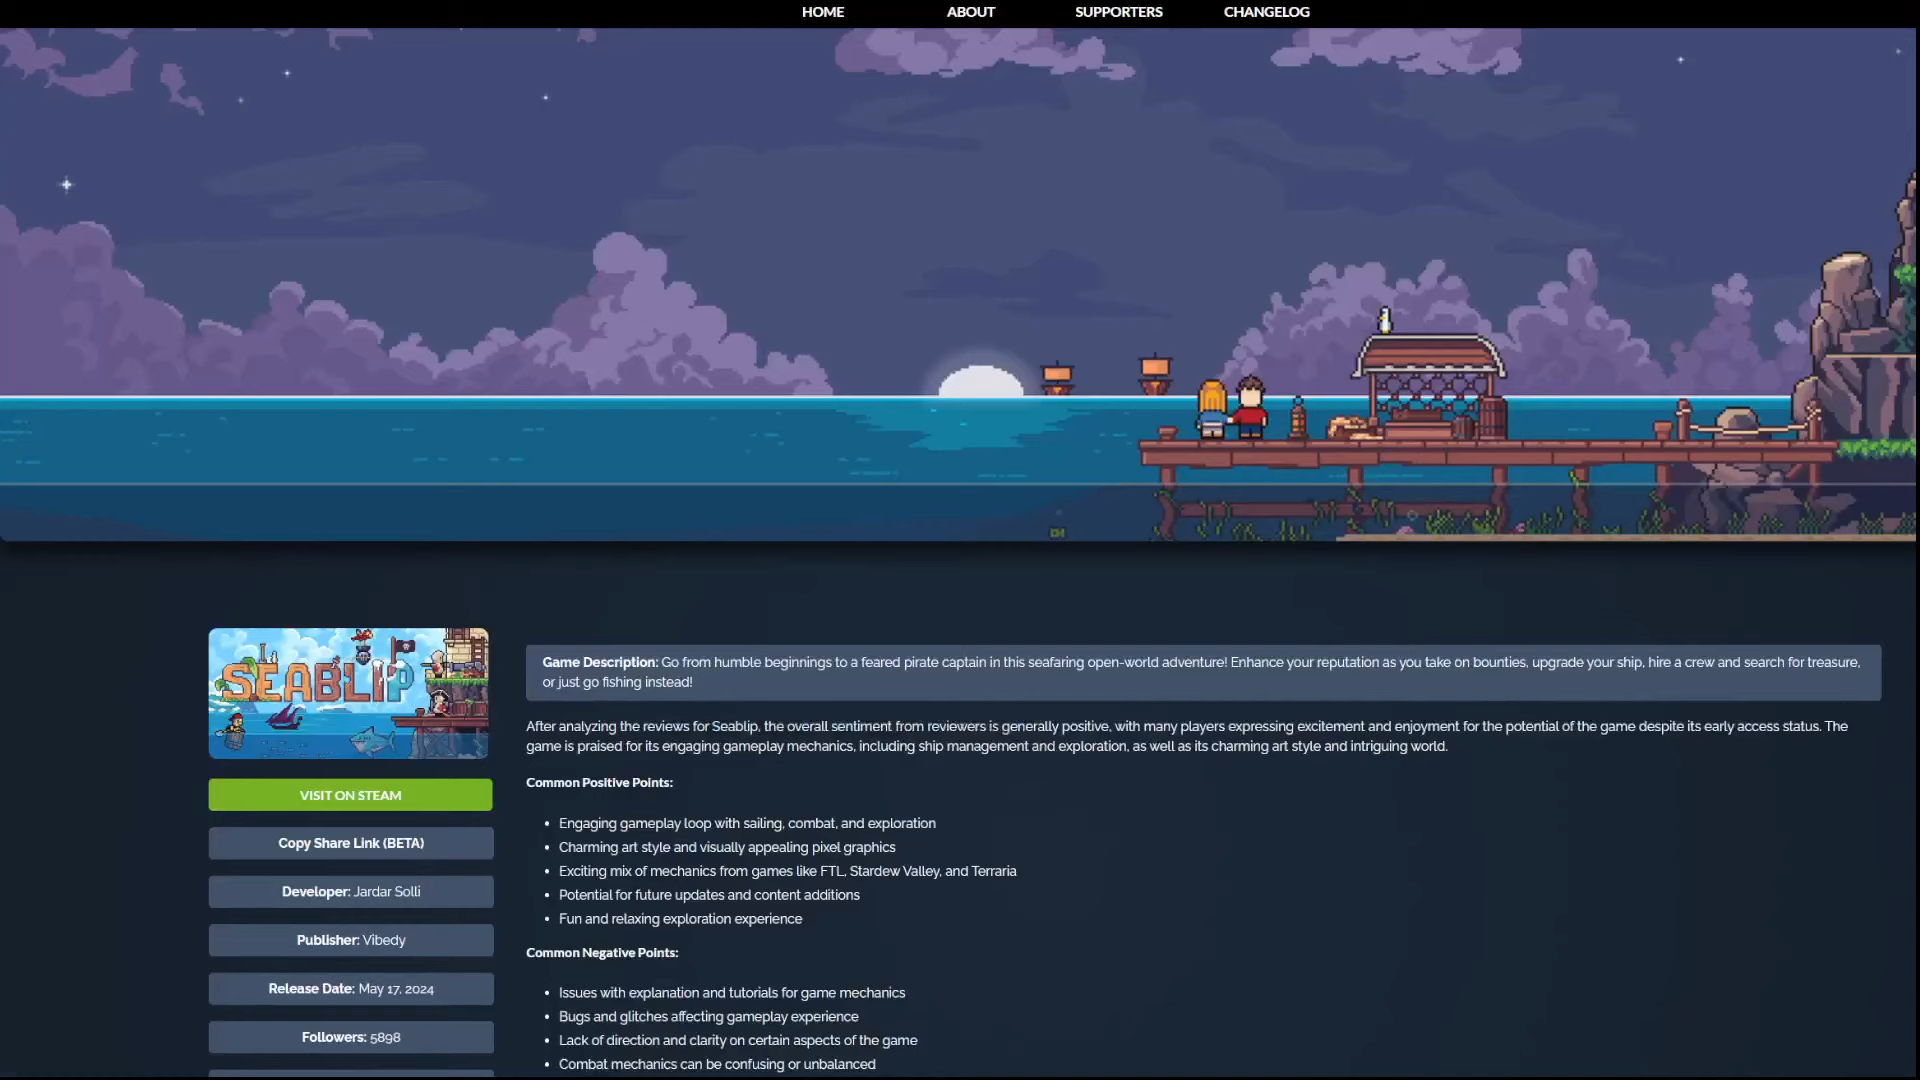 HOME ABOUT SUPPORTERS CHANGELOG
SEABLIP
VISIT ON STEAM
Copy Share Link (BETA)
Developer: Jardar Solli
Publisher: Vibedy
Release Date: May 17, 2024
Followers: 5898
Game Description: Go from humble beginnings to a feared pirate captain in this seafaring open-world adventure! Enhance your reputation as you take on bounties, upgrade your ship, hire a crew and search for treasure,
or just go fishing instead!
After analyzing the reviews for Seablip, the overall sentiment from reviewers is generally positive, with many players expressing excitement and enjoyment for the potential of the game despite its early access status. The
game is praised for its engaging gameplay mechanics, including ship management and exploration, as well as its charming art style and intriguing world.
Common Positive Points:
• Engaging gameplay loop with sailing, combat, and exploration
• Charming art style and visually appealing pixel graphics
• Exciting mix of mechanics from games like FTL, Stardew Valley, and Terraria
• Potential for future updates and content additions
• Fun and relaxing exploration experience
Common Negative Points:
• Issues with explanation and tutorials for game mechanics
• Bugs and glitches affecting gameplay experience
• Lack of direction and clarity on certain aspects of the game
• Combat mechanics can be confusing or unbalanced